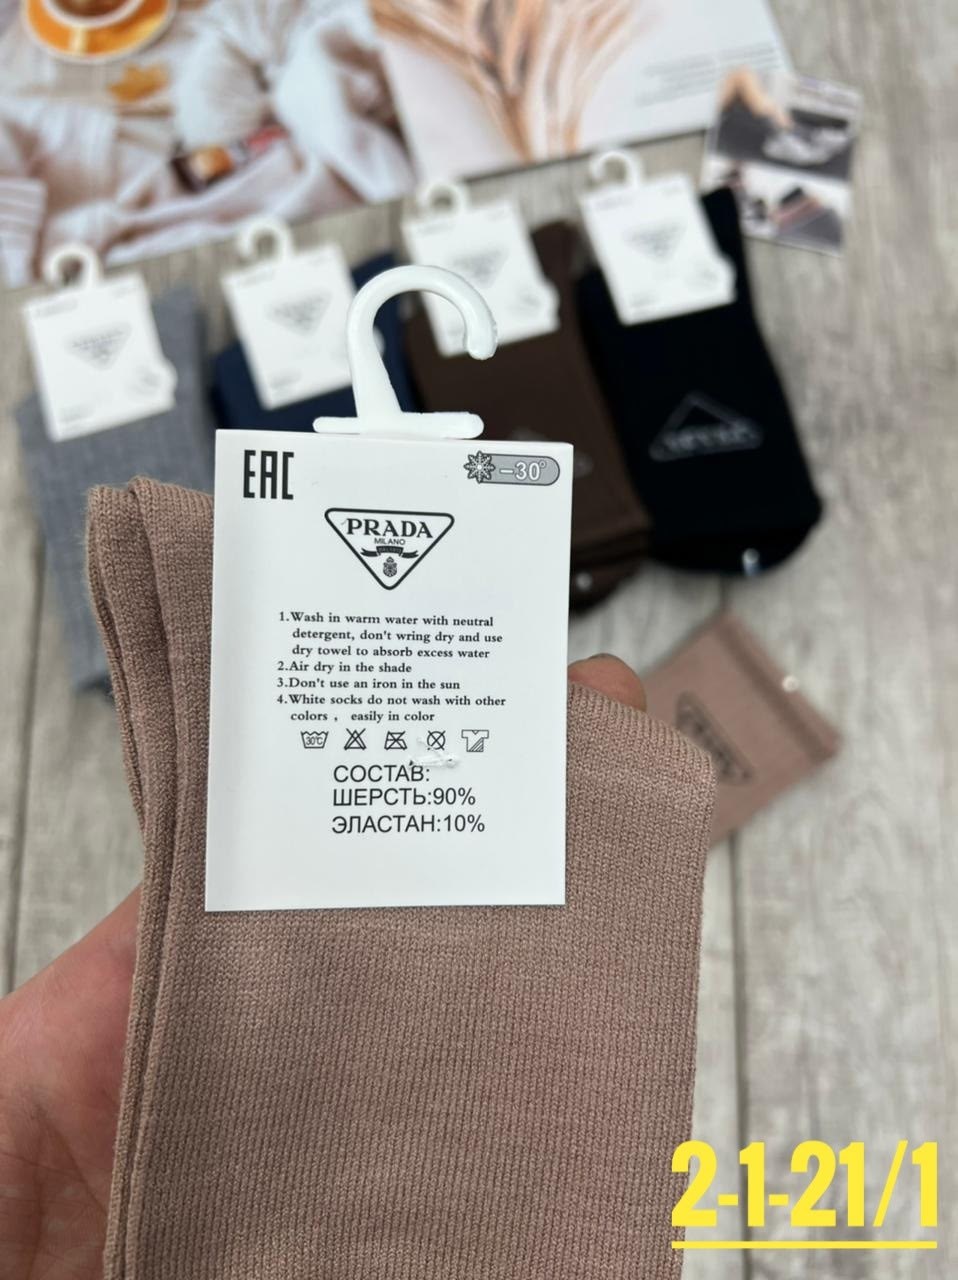 EAC
-30°
PRADA
MILANO
1.Wash in warm water with neutral
detergent, don't wring dry and use
dry towel to absorb excess water
2.Air dry in the shade
3.Don't use an iron in the sun
4.White socks do not wash with other
colors , easily in color
30°C
СОСТАВ:
ШЕРСТЬ:90%
ЭЛАСТАН:10%
2-1-21/1